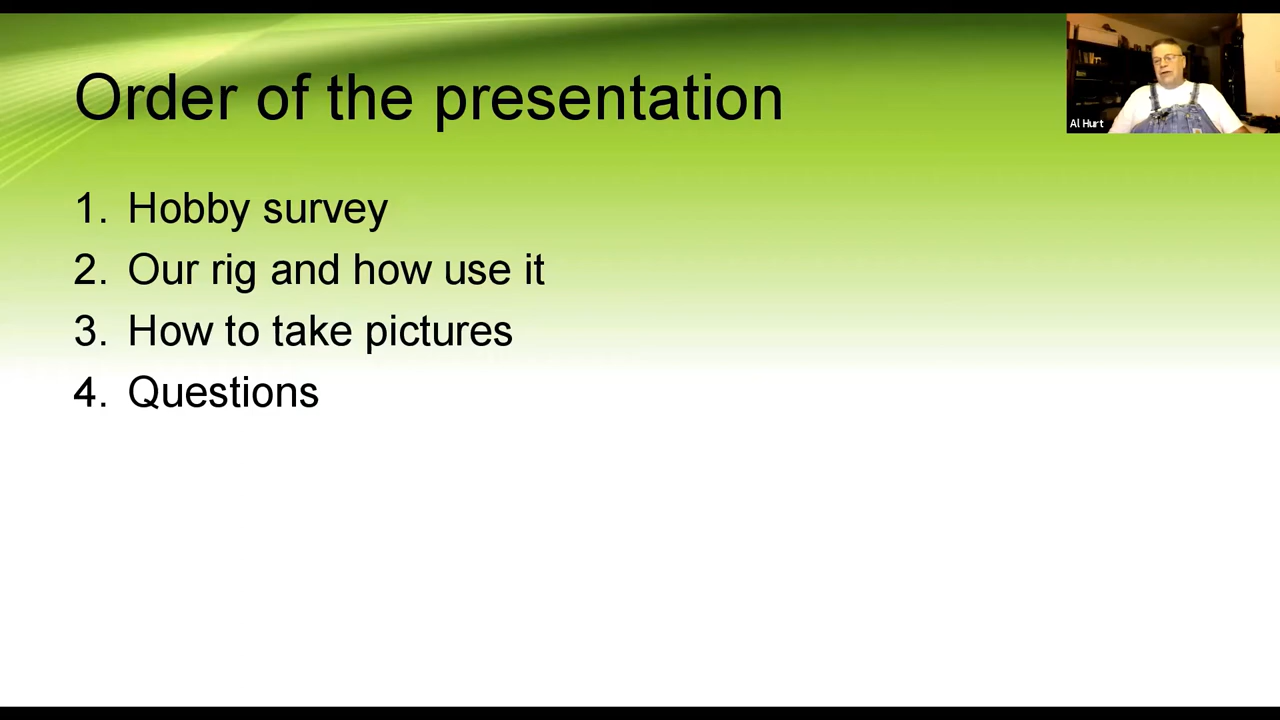 Order of the presentation
Al Hurt
1. Hobby survey
2. Our rig and how use it
3. How to take pictures
4. Questions